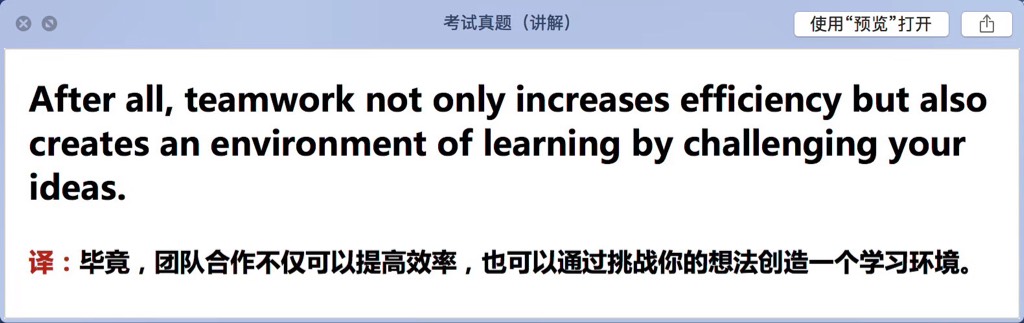 考试真题（讲解）
使用“预览”打开
After all, teamwork not only increases efficiency but also
creates an environment of learning by challenging your
ideas.
译：毕竟，团队合作不仅可以提高效率，也可以通过挑战你的想法创造一个学习环境。